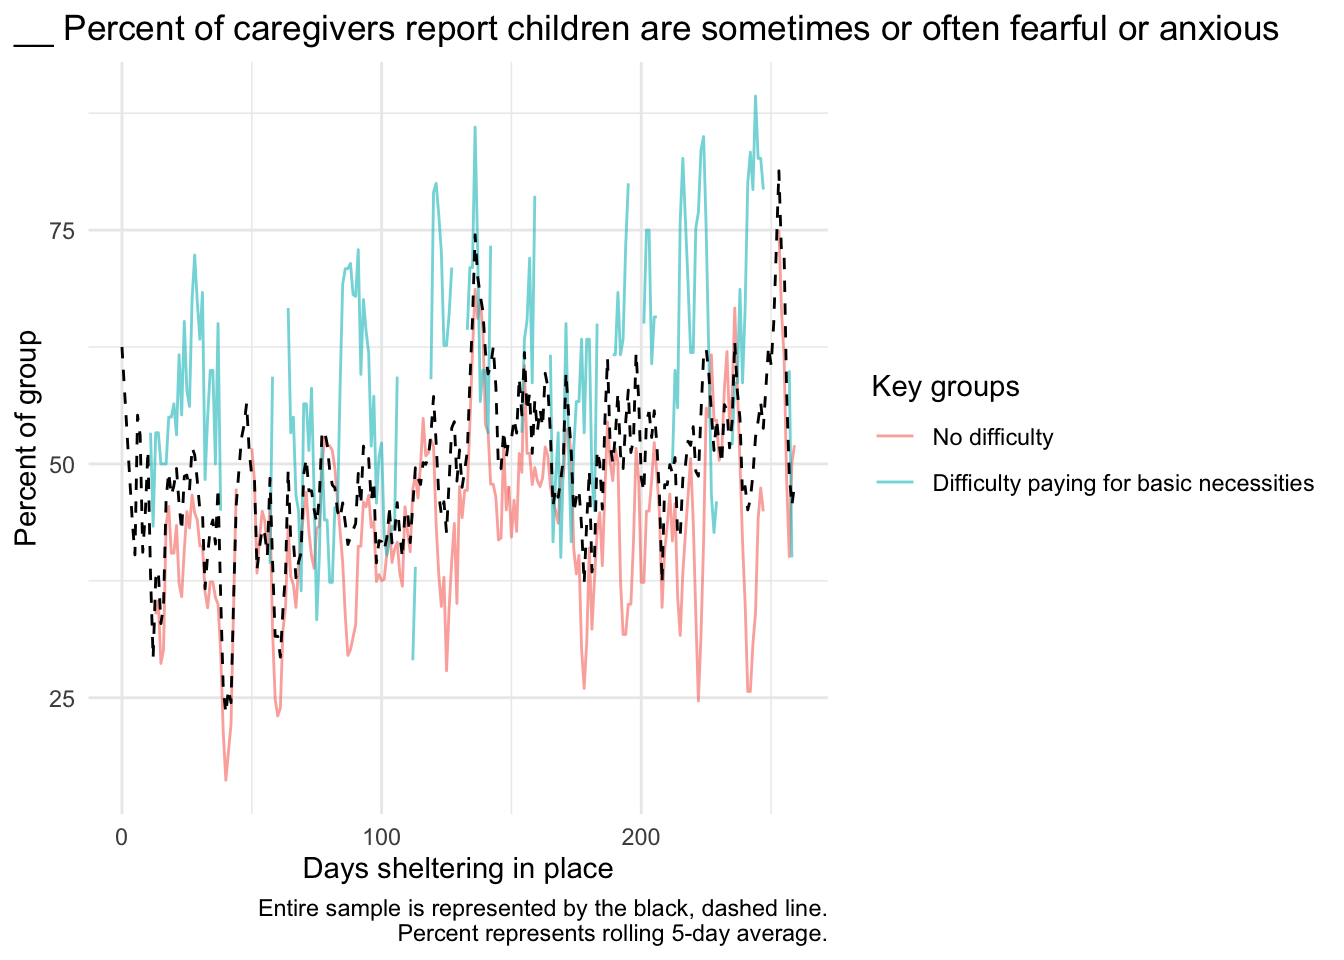 __ Percent of caregivers report children are sometimes or often fearful or anxious
Percent of group
75
50
25
0
100
200
Days sheltering in place
Key groups
No difficulty
Difficulty paying for basic necessities
Entire sample is represented by the black, dashed line.
Percent represents rolling 5-day average.